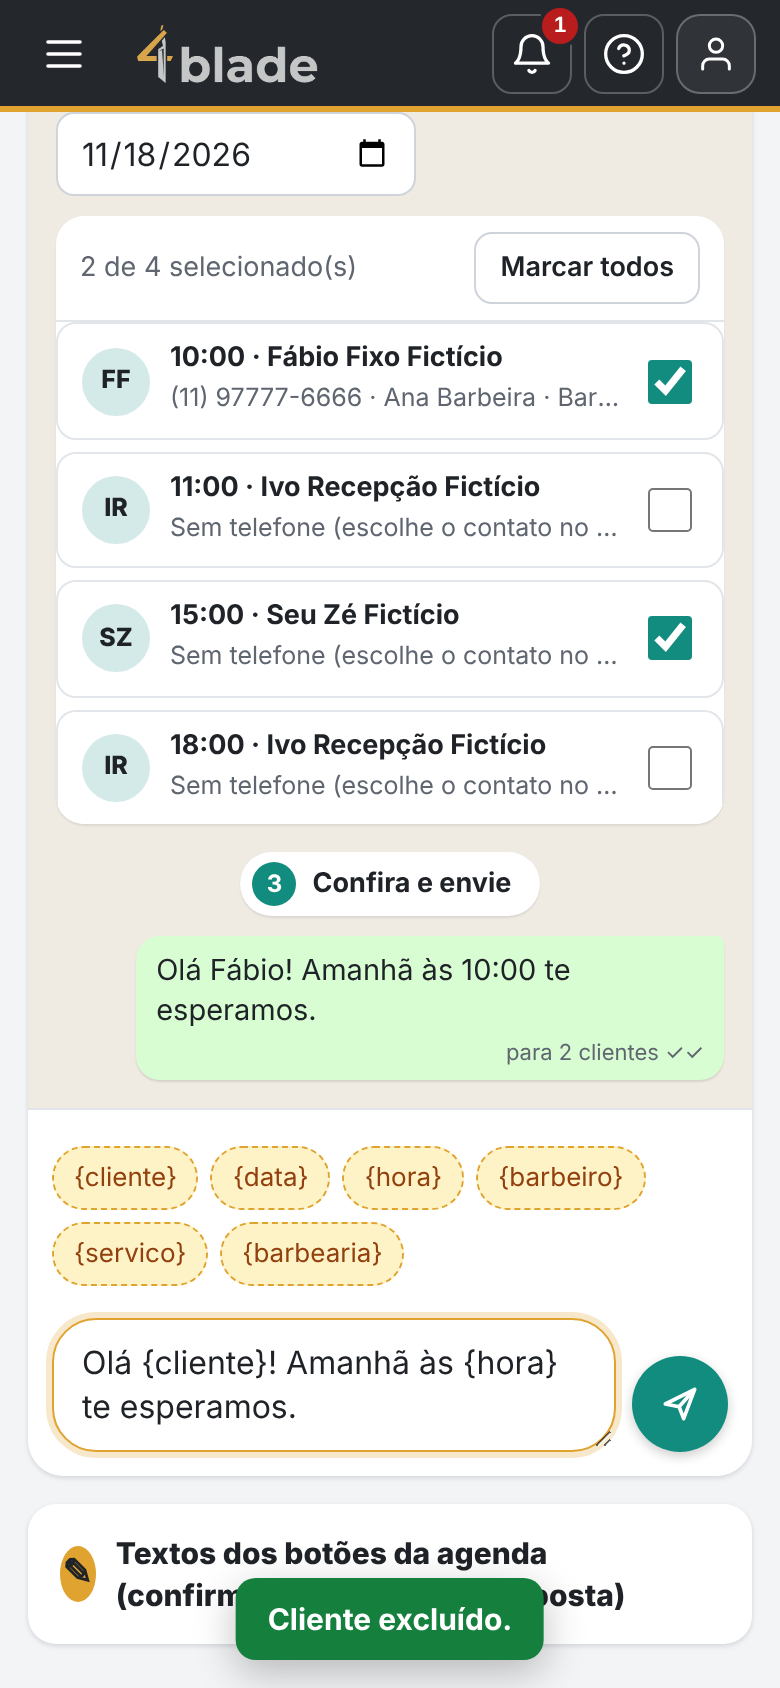 4blade
1
11/18/2026
2 de 4 selecionado(s)
Marcar todos
FF
10:00 · Fábio Fixo Fictício
(11) 97777-6666 · Ana Barbeira · Bar...
IR
11:00 · Ivo Recepção Fictício
Sem telefone (escolhe o contato no ...
SZ
15:00 · Seu Zé Fictício
Sem telefone (escolhe o contato no ...
IR
18:00 · Ivo Recepção Fictício
Sem telefone (escolhe o contato no ...
3 Confira e envie
Olá Fábio! Amanhã às 10:00 te
esperamos.
para 2 clientes ✓✓
{cliente} {data} {hora} {barbeiro}
{servico} {barbearia}
Olá {cliente}! Amanhã às {hora}
te esperamos.
Textos dos botões da agenda
Cliente excluído.